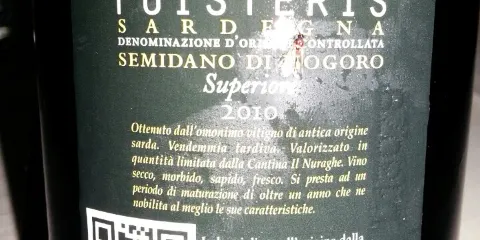 PUISTERIS
SARDEGNA
DENOMINAZIONE D'ORIGINE CONTROLLATA
SEMIDANO DI MOGORO
Superiore
2010
Ottenuto dall'omonimo vitigno di antica origine
sarda. Vendemmia tardiva. Valorizzato in
quantità limitata dalla Cantina Il Nuraghe. Vino
secco, morbido, sapido, fresco. Si presta ad un
periodo di maturazione di oltre un anno che ne
nobilita al meglio le sue caratteristiche.